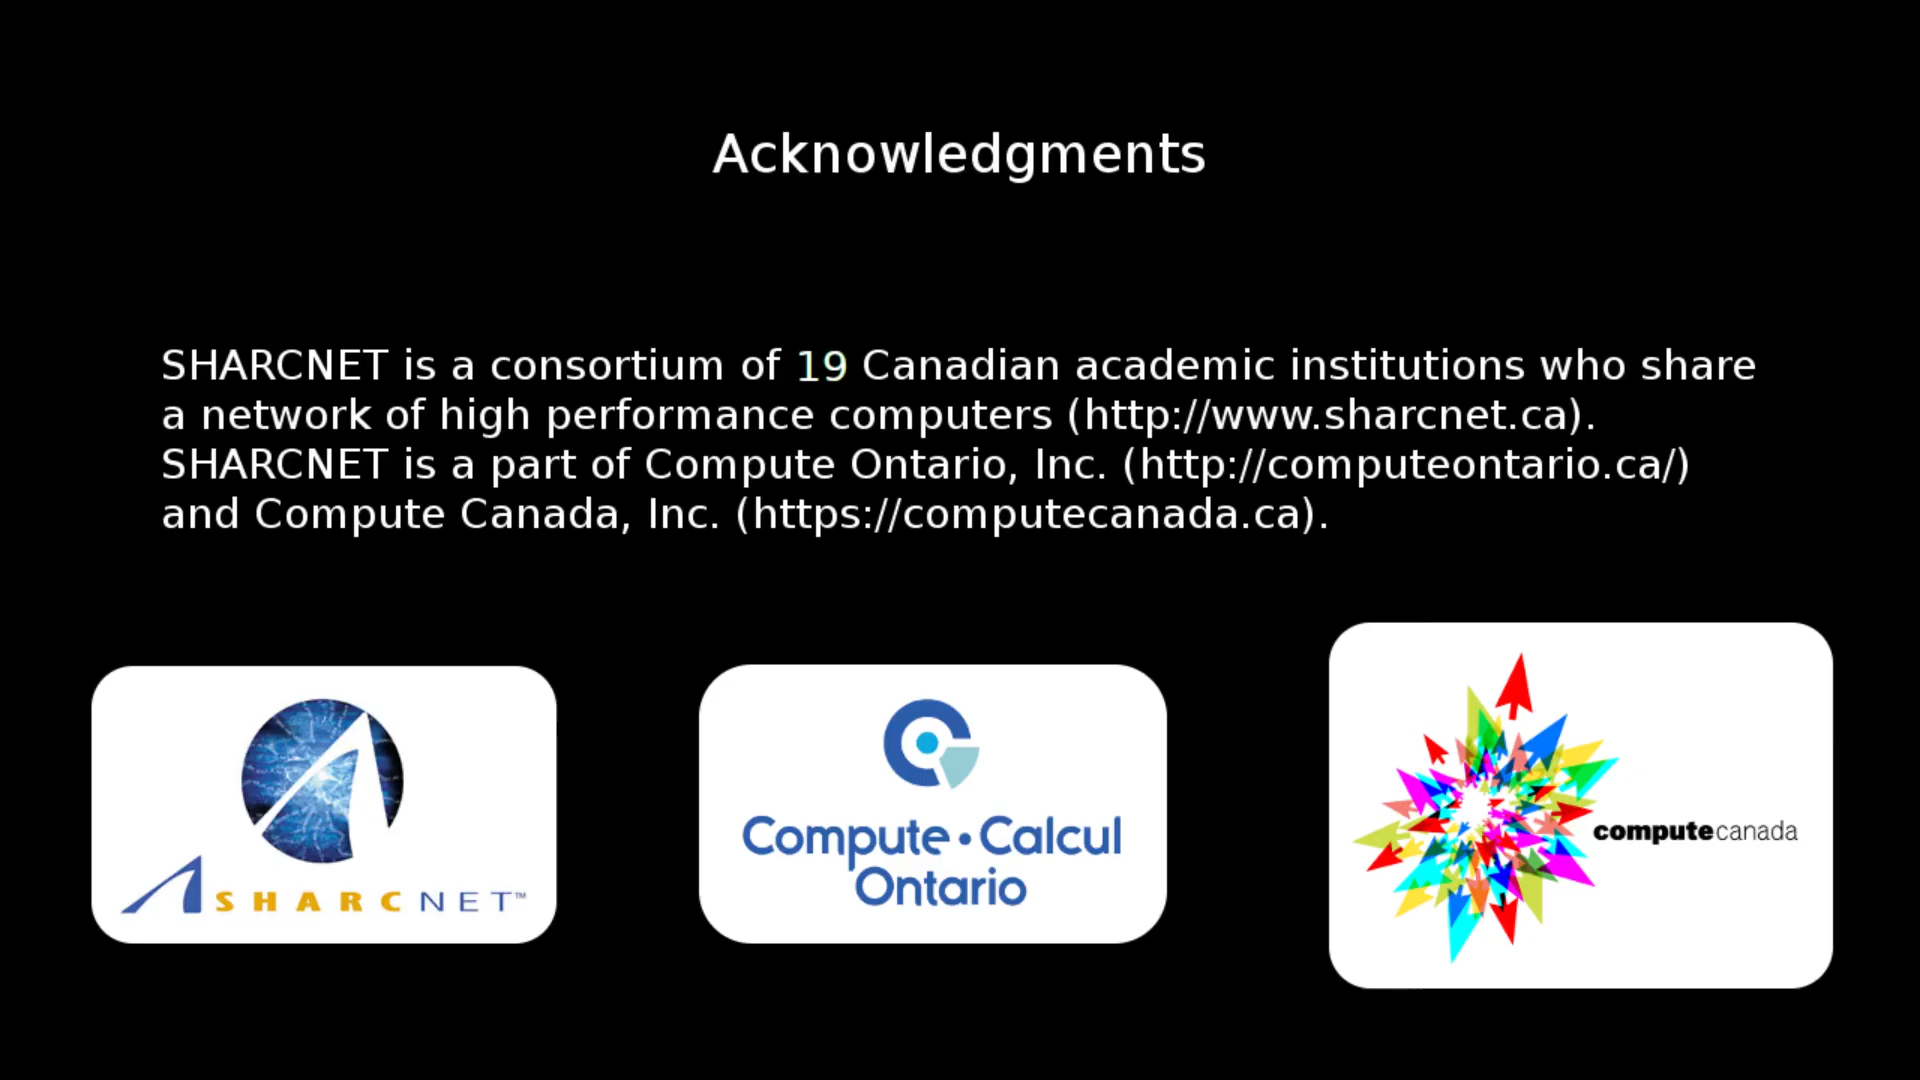 Acknowledgments
SHARCNET is a consortium of 19 Canadian academic institutions who share
a network of high performance computers (http://www.sharcnet.ca).
SHARCNET is a part of Compute Ontario, Inc. (http://computeontario.ca/)
and Compute Canada, Inc. (https://computecanada.ca).
SHARCNET™
Compute • Calcul
Ontario
computecanada